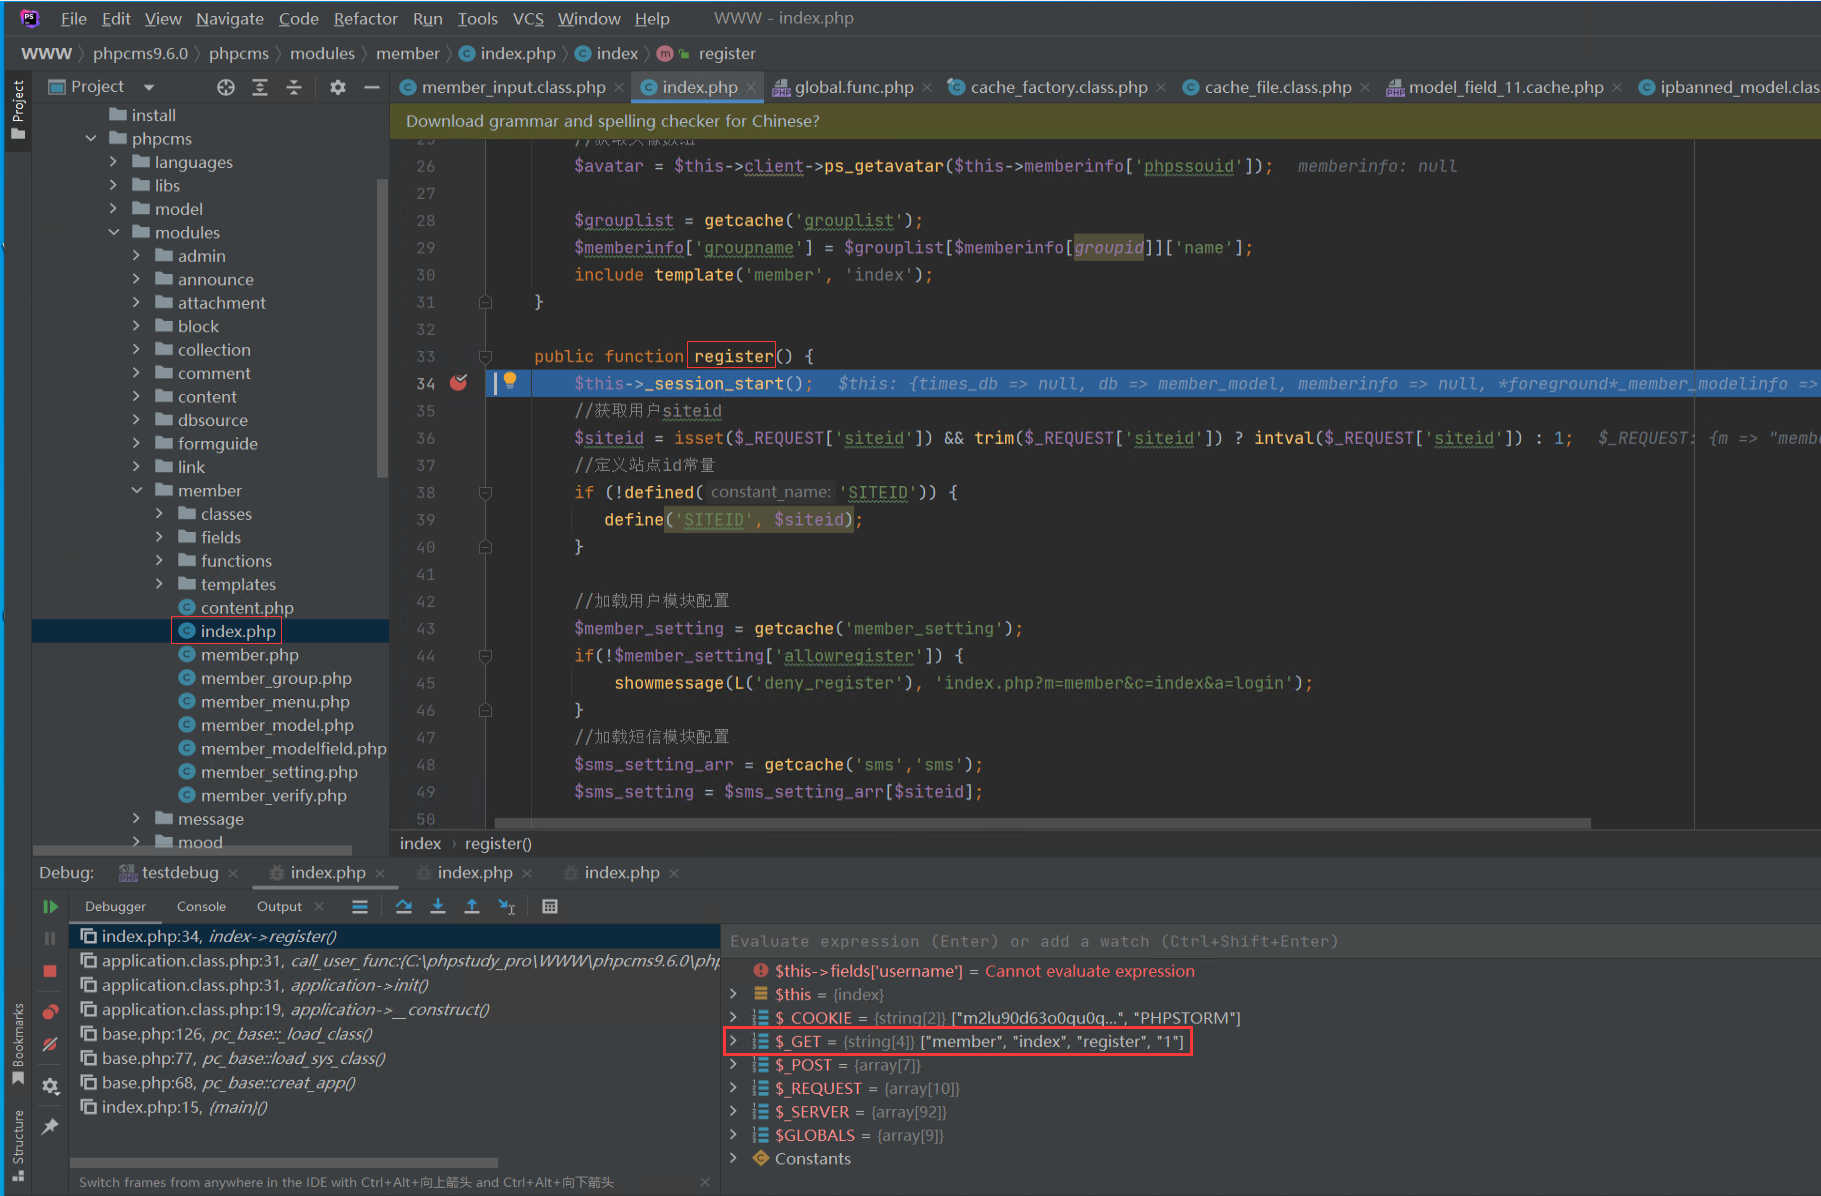 File Edit View Navigate Code Refactor Run Tools VCS Window Help WWW - index.php
WWW phpcms9.6.0 phpcms modules member index.php index register
Project
member_input.class.php index.php global.func.php cache_factory.class.php cache_file.class.php model_field_11.cache.php ipbanned_model.clas
Project
install
phpcms
languages
libs
model
modules
admin
announce
attachment
block
collection
comment
content
dbsource
formguide
link
member
classes
fields
functions
templates
content.php
index.php
member.php
member_group.php
member_menu.php
member_model.php
member_modelfield.php
member_setting.php
member_verify.php
message
mood
Download grammar and spelling checker for Chinese?
25 //获取头像数组
26 $avatar = $this->client->ps_getavatar($this->memberinfo['phpssouid']); memberinfo: null
27
28 $grouplist = getcache('grouplist');
29 $memberinfo['groupname'] = $grouplist[$memberinfo[groupid]]['name'];
30 include template('member', 'index');
31 }
32
33 public function register() {
34 $this->_session_start(); $this: {times_db => null, db => member_model, memberinfo => null, *foreground*_member_modelinfo =>
35 //获取用户siteid
36 $siteid = isset($_REQUEST['siteid']) && trim($_REQUEST['siteid']) ? intval($_REQUEST['siteid']) : 1; $_REQUEST: {m => "membe
37 //定义站点id常量
38 if (!defined( constant_name: 'SITEID')) {
39 define('SITEID', $siteid);
40 }
41
42 //加载用户模块配置
43 $member_setting = getcache('member_setting');
44 if(!$member_setting['allowregister']) {
45 showmessage(L('deny_register'), 'index.php?m=member&c=index&a=login');
46 }
47 //加载短信模块配置
48 $sms_setting_arr = getcache('sms','sms');
49 $sms_setting = $sms_setting_arr[$siteid];
50
index › register()
Debug: testdebug index.php index.php index.php
Debugger Console Output
index.php:34, index->register()
application.class.php:31, call_user_func:{C:\phpstudy_pro\WWW\phpcms9.6.0\php
application.class.php:31, application->init()
application.class.php:19, application->__construct()
base.php:126, pc_base::_load_class()
base.php:77, pc_base::load_sys_class()
base.php:68, pc_base::creat_app()
index.php:15, {main}()
Evaluate expression (Enter) or add a watch (Ctrl+Shift+Enter)
$this->fields['username'] = Cannot evaluate expression
$this = {index}
$_COOKIE = {string[2]} ["m2lu90d63o0qu0q...", "PHPSTORM"]
$_GET = {string[4]} ["member", "index", "register", "1"]
$_POST = {array[7]}
$_REQUEST = {array[10]}
$_SERVER = {array[92]}
$GLOBALS = {array[9]}
Constants
Bookmarks
Structure
Switch frames from anywhere in the IDE with Ctrl+Alt+向上箭头 and Ctrl+Alt+向下箭头